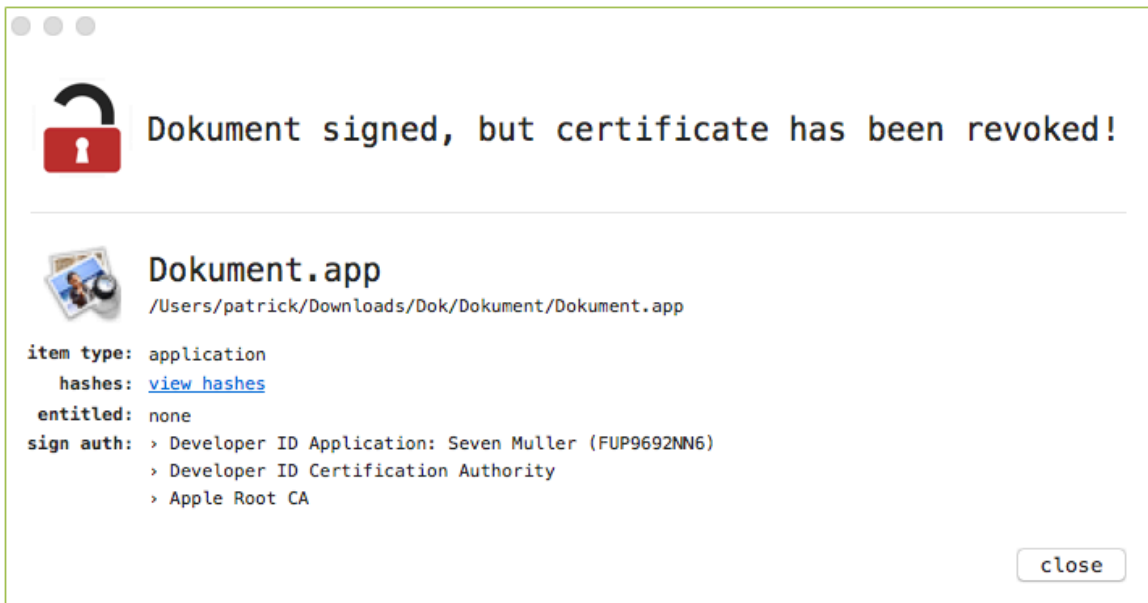 Dokument signed, but certificate has been revoked!
Dokument.app
/Users/patrick/Downloads/Dok/Dokument/Dokument.app
item type: application
hashes: view hashes
entitled: none
sign auth: › Developer ID Application: Seven Muller (FUP9692NN6)
› Developer ID Certification Authority
› Apple Root CA
close